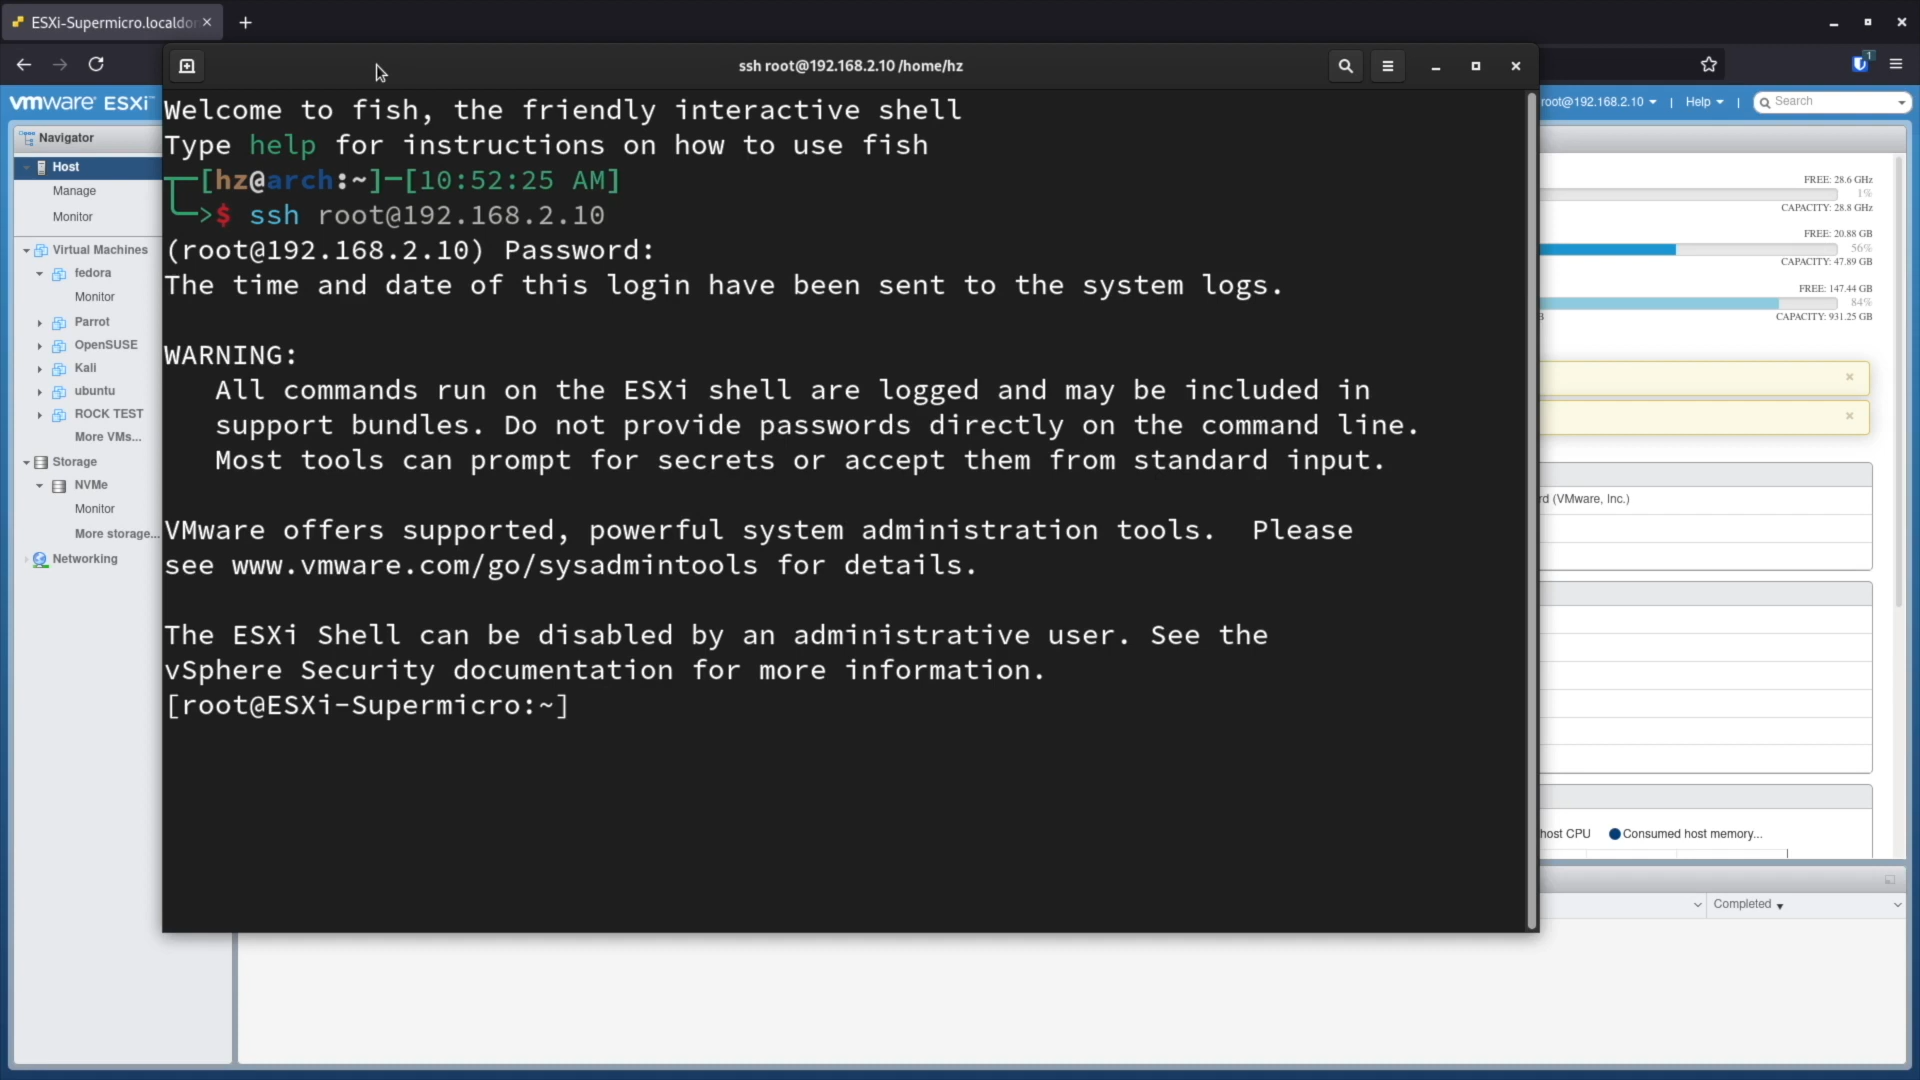 ESXi-Supermicro.localdo
ssh root@192.168.2.10 /home/hz
1
vmware ESXi
root@192.168.2.10 | Help | Search
Navigator
Host
Manage
Monitor
Virtual Machines
fedora
Monitor
Parrot
OpenSUSE
Kali
ubuntu
ROCK TEST
More VMs...
Storage
NVMe
Monitor
More storage...
Networking
Welcome to fish, the friendly interactive shell
Type help for instructions on how to use fish
[hz@arch:~]-[10:52:25 AM]
>$ ssh root@192.168.2.10
(root@192.168.2.10) Password:
The time and date of this login have been sent to the system logs.
WARNING:
All commands run on the ESXi shell are logged and may be included in
support bundles. Do not provide passwords directly on the command line.
Most tools can prompt for secrets or accept them from standard input.
VMware offers supported, powerful system administration tools.  Please
see www.vmware.com/go/sysadmintools for details.
The ESXi Shell can be disabled by an administrative user. See the
vSphere Security documentation for more information.
[root@ESXi-Supermicro:~]
FREE: 28.6 GHz
1%
CAPACITY: 28.8 GHz
FREE: 20.88 GB
56%
CAPACITY: 47.89 GB
FREE: 147.44 GB
84%
CAPACITY: 931.25 GB
rd (VMware, Inc.)
host CPU
Consumed host memory...
Completed